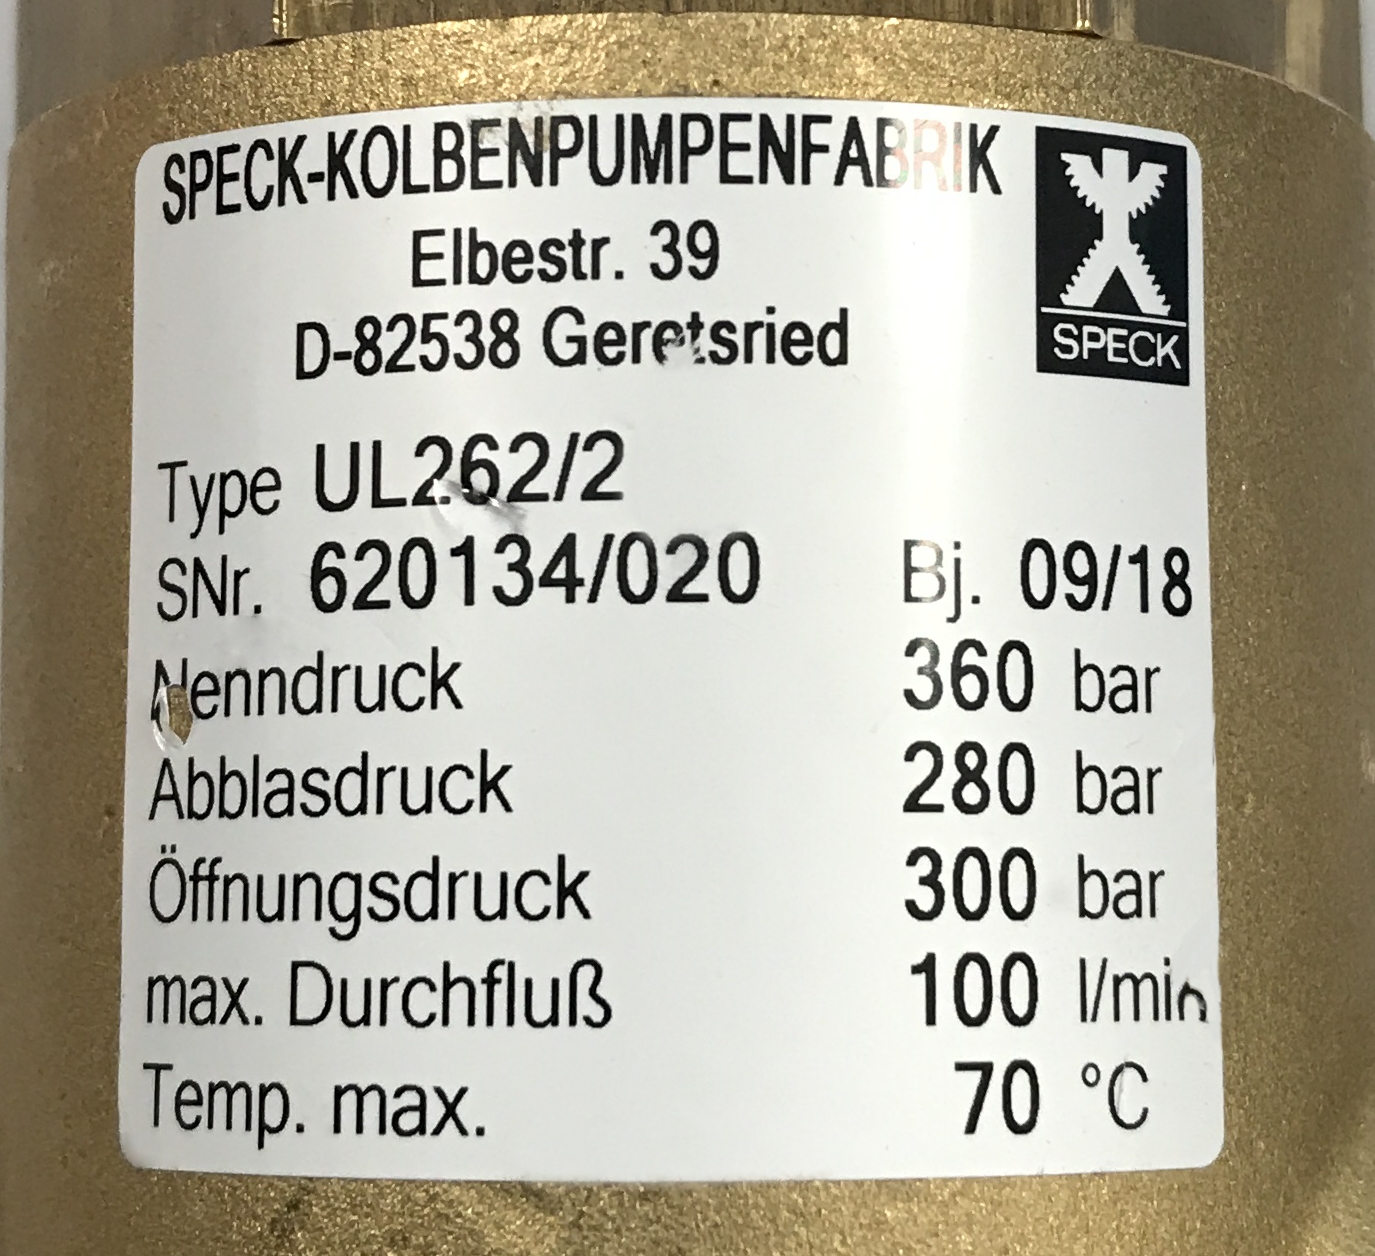 SPECK-KOLBENPUMPENFABRIK
Elbestr. 39
D-82538 Geretsried
SPECK
Type UL262/2
SNr. 620134/020 Bj. 09/18
Nenndruck 360 bar
Abblasdruck 280 bar
Öffnungsdruck 300 bar
max. Durchfluß 100 l/min
Temp. max. 70 °C